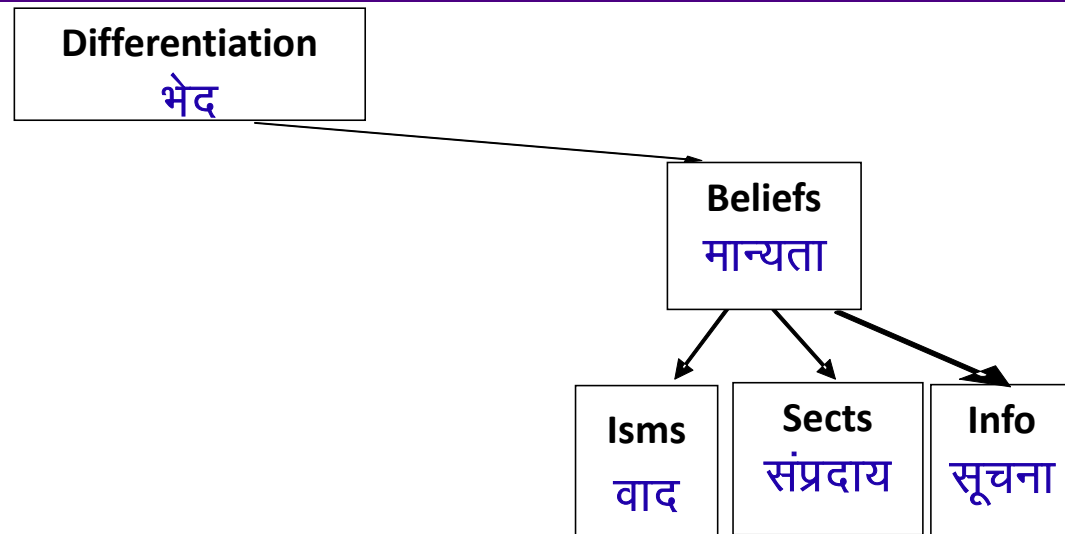 Differentiation
भेद
Beliefs
मान्यता
Isms
वाद
Sects
संप्रदाय
Info
सूचना